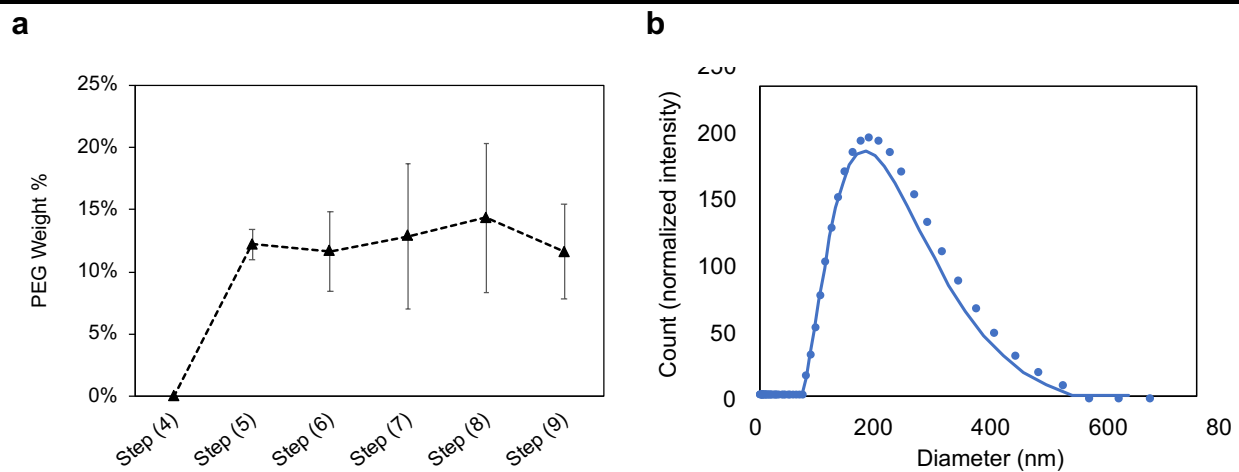 a
b
25%
20%
15%
10%
5%
0%
PEG Weight %
Step (4)
Step (5)
Step (6)
Step (7)
Step (8)
Step (9)
250
200
150
100
50
0
Count (normalized intensity)
0
200
400
600
80
Diameter (nm)